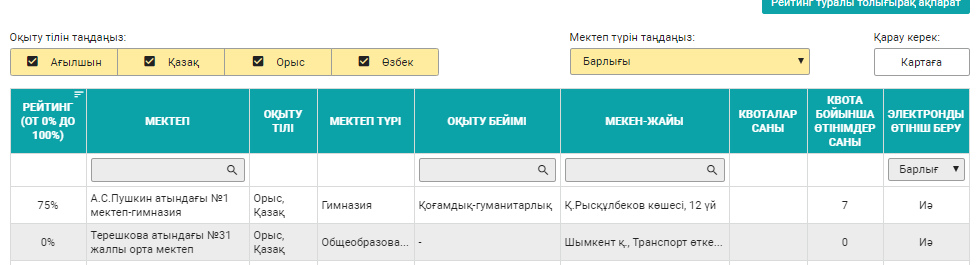 Рейтинг туралы толығырақ ақпарат
Оқыту тілін таңдаңыз:
Мектеп түрін таңдаңыз:
Қарау керек:
Ағылшын
Қазақ
Орыс
Өзбек
Барлығы
Картаға
РЕЙТИНГ
(ОТ 0% ДО
100%)
МЕКТЕП
ОҚЫТУ
ТІЛІ
МЕКТЕП ТҮРІ
ОҚЫТУ БЕЙІМІ
МЕКЕН-ЖАЙЫ
КВОТАЛАР
САНЫ
КВОТА
БОЙЫНША
ӨТІНІМДЕР
САНЫ
ЭЛЕКТРОНДЫ
ӨТІНІШ БЕРУ
Барлығ
75%
А.С.Пушкин атындағы №1
мектеп-гимназия
Орыс,
Қазақ
Гимназия
Қоғамдық-гуманитарлық
Қ.Рысқұлбеков көшесі, 12 үй
7
Иә
0%
Терешкова атындағы №31
жалпы орта мектеп
Орыс,
Қазақ
Общеобразова...
-
Шымкент қ., Транспорт өтке...
0
Иә